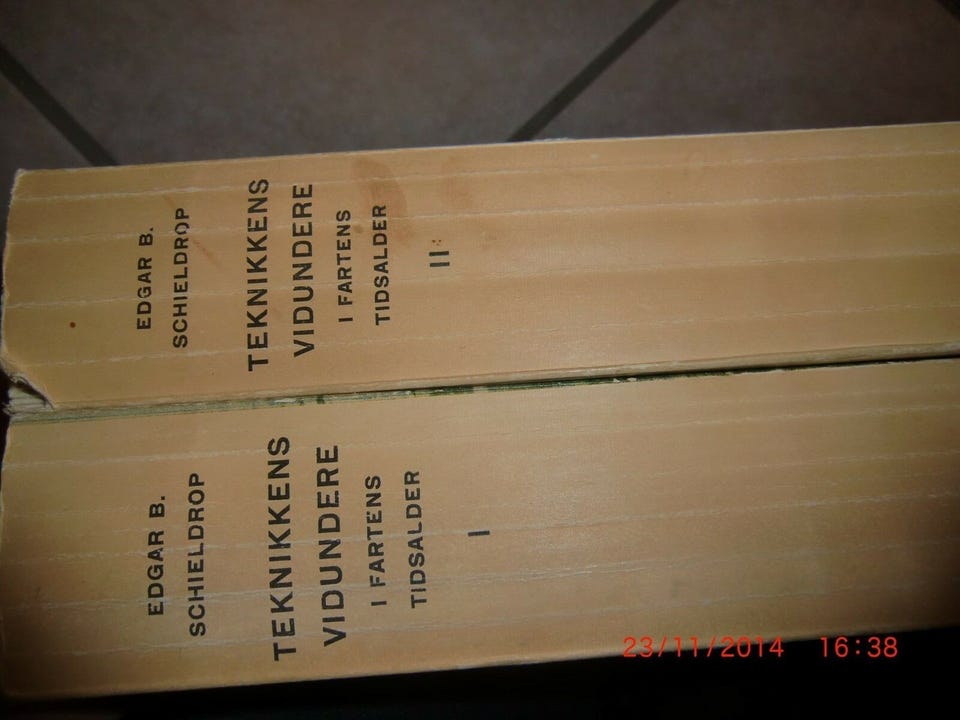 EDGAR B.
SCHIELDROP
TEKNIKKENS
VIDUNDERE
I FARTENS
TIDSALDER
II
EDGAR B.
SCHIELDROP
TEKNIKKENS
VIDUNDERE
I FARTENS
TIDSALDER
I
23/11/2014 16:38